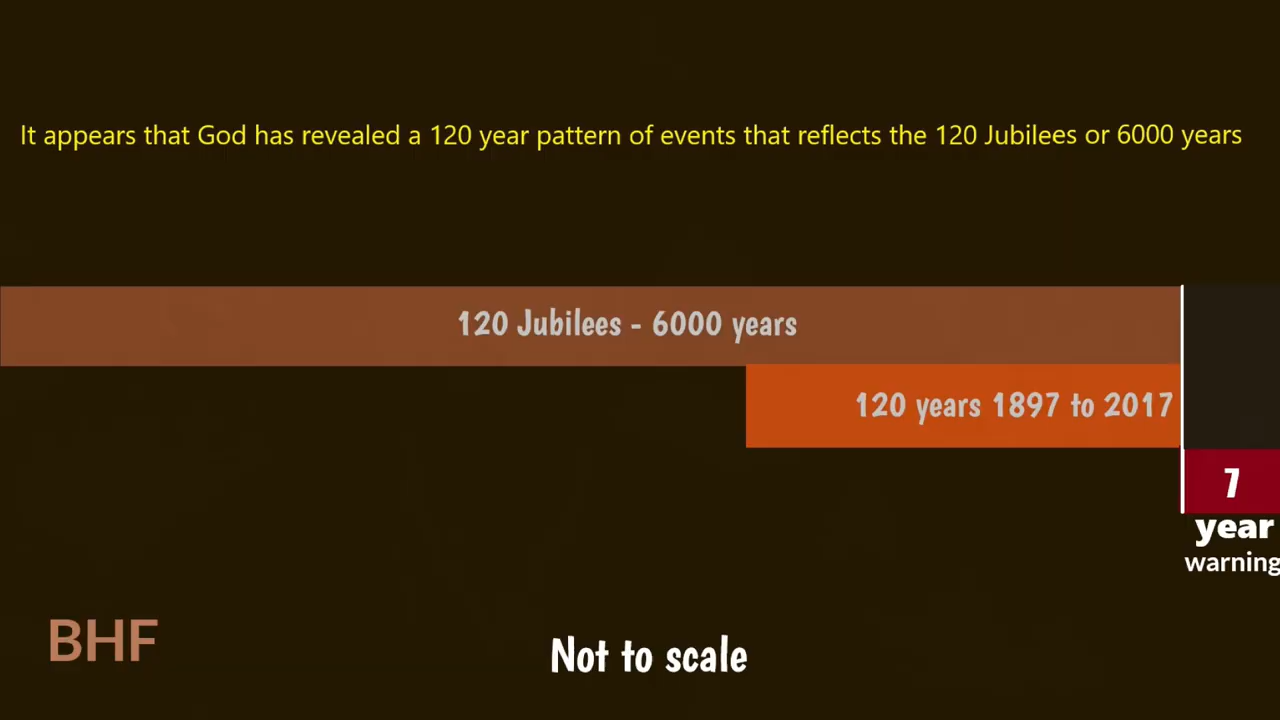 It appears that God has revealed a 120 year pattern of events that reflects the 120 Jubilees or 6000 years
120 Jubilees - 6000 years
120 years 1897 to 2017
7
year
warning
BHF
Not to scale